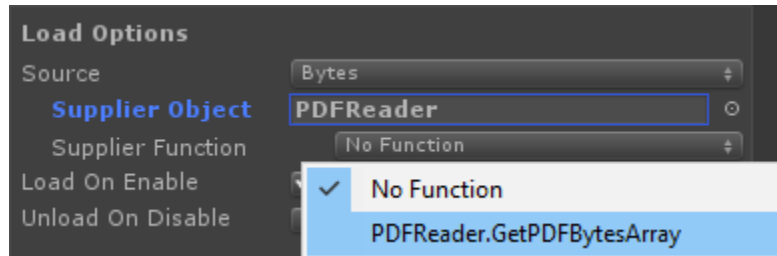 Load Options
Source Bytes
Supplier Object PDFReader
Supplier Function No Function
Load On Enable
No Function
Unload On Disable
PDFReader.GetPDFBytesArray